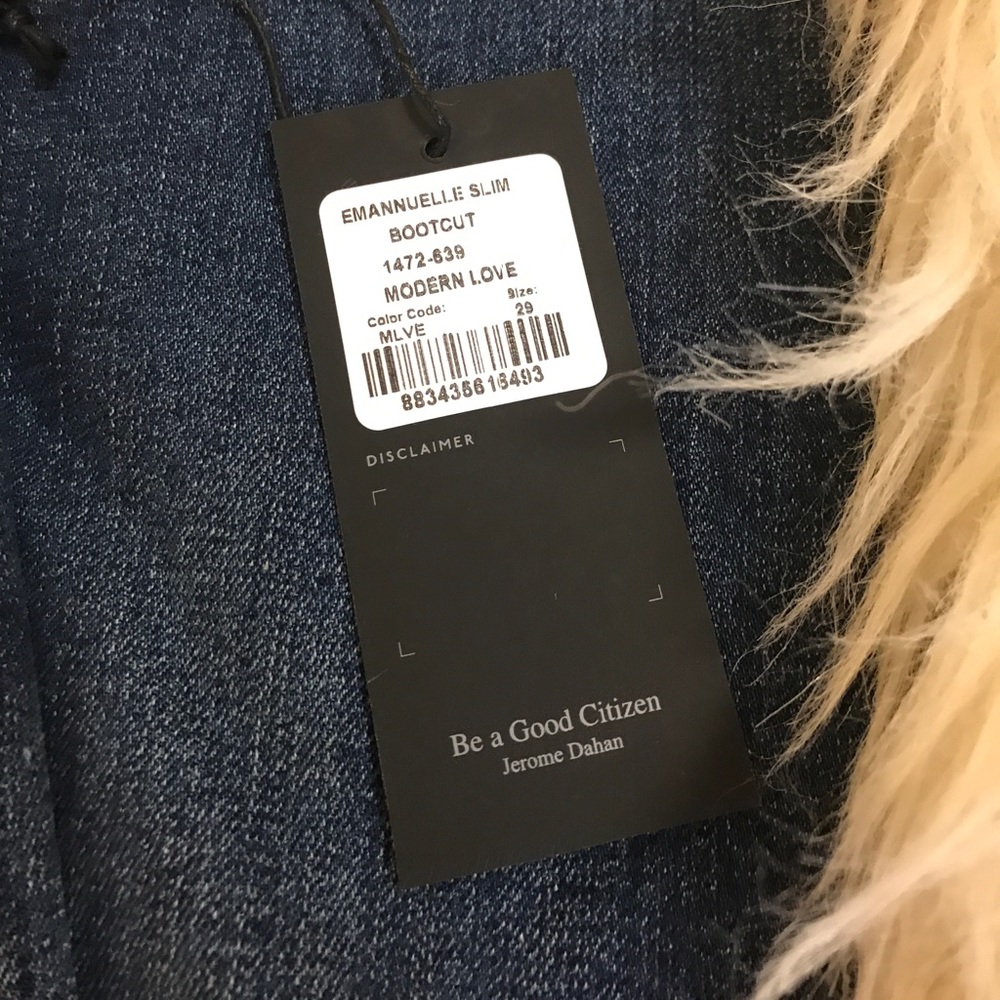 EMANNUELLE SLIM
BOOTCUT
1472-639
MODERN LOVE
Color Code: Size:
MLVE 29
883435616493
DISCLAIMER
Be a Good Citizen
Jerome Dahan